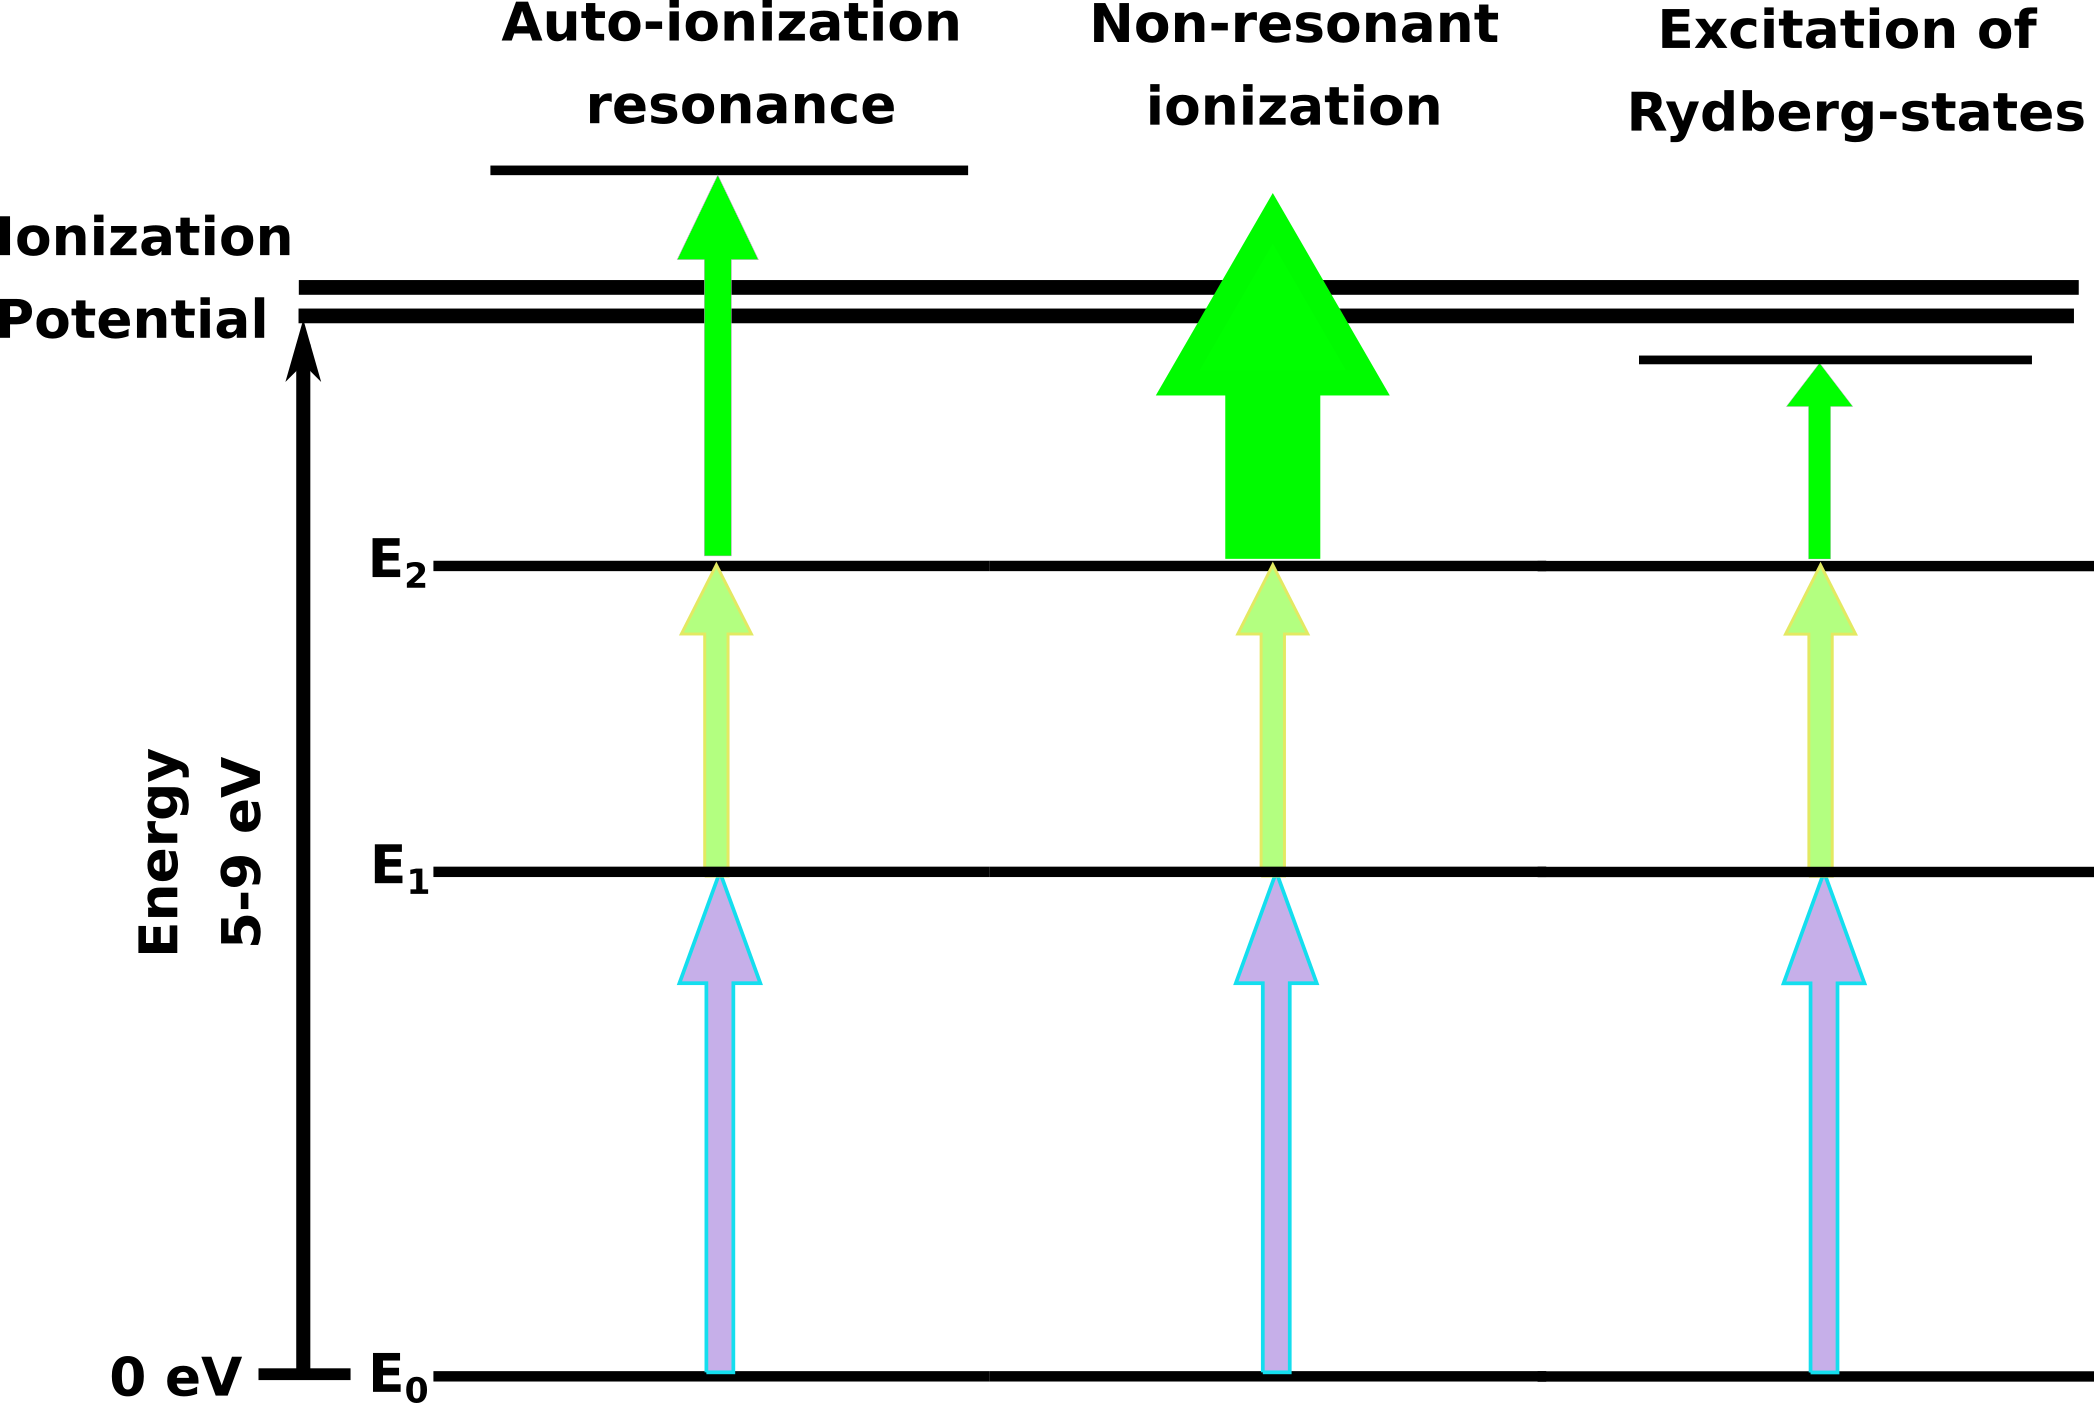 Auto-ionization
resonance
Non-resonant
ionization
Excitation of
Rydberg-states
Ionization
Potential
E₂
E₁
Energy
5-9 eV
0 eV
E₀